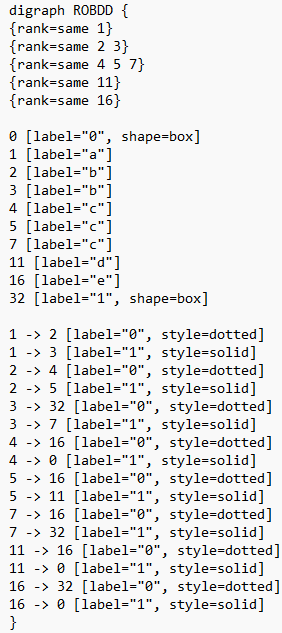 digraph ROBDD {
{rank=same 1}
{rank=same 2 3}
{rank=same 4 5 7}
{rank=same 11}
{rank=same 16}

0 [label="0", shape=box]
1 [label="a"]
2 [label="b"]
3 [label="b"]
4 [label="c"]
5 [label="c"]
7 [label="c"]
11 [label="d"]
16 [label="e"]
32 [label="1", shape=box]

1 -> 2 [label="0", style=dotted]
1 -> 3 [label="1", style=solid]
2 -> 4 [label="0", style=dotted]
2 -> 5 [label="1", style=solid]
3 -> 32 [label="0", style=dotted]
3 -> 7 [label="1", style=solid]
4 -> 16 [label="0", style=dotted]
4 -> 0 [label="1", style=solid]
5 -> 16 [label="0", style=dotted]
5 -> 11 [label="1", style=solid]
7 -> 16 [label="0", style=dotted]
7 -> 32 [label="1", style=solid]
11 -> 16 [label="0", style=dotted]
11 -> 0 [label="1", style=solid]
16 -> 32 [label="0", style=dotted]
16 -> 0 [label="1", style=solid]
}